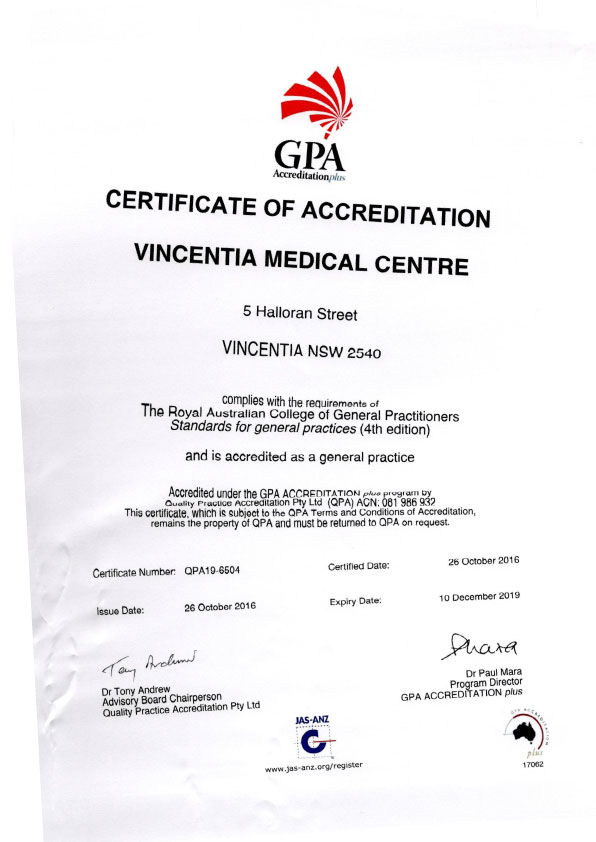 GPA
Accreditationplus
CERTIFICATE OF ACCREDITATION
VINCENTIA MEDICAL CENTRE
5 Halloran Street
VINCENTIA NSW 2540
complies with the requirements of
The Royal Australian College of General Practitioners
Standards for general practices (4th edition)
and is accredited as a general practice
Accredited under the GPA ACCREDITATION plus program by
Quality Practice Accreditation Pty Ltd (QPA) ACN: 081 986 932
This certificate, which is subject to the QPA Terms and Conditions of Accreditation,
remains the property of QPA and must be returned to QPA on request.
Certificate Number: QPA19-6504
Certified Date: 26 October 2016
Issue Date: 26 October 2016
Expiry Date: 10 December 2019
Tony Andrew
Dr Tony Andrew
Advisory Board Chairperson
Quality Practice Accreditation Pty Ltd
PMara
Dr Paul Mara
Program Director
GPA ACCREDITATION plus
JAS-ANZ
www.jas-anz.org/register
GPA ACCREDITATION
plus
17062